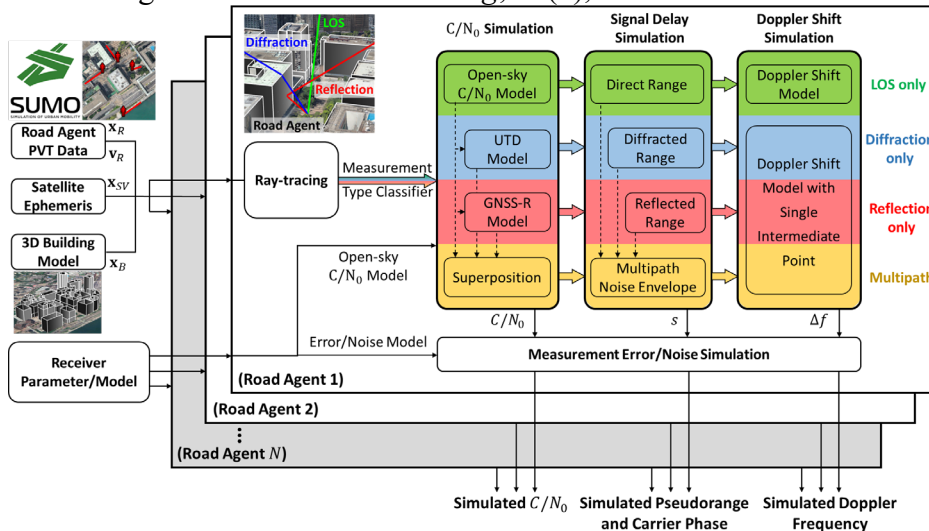 C/N₀ Simulation
Signal Delay
Simulation
Doppler Shift
Simulation
LOS
Diffraction
Reflection
Road Agent
SUMO
SIMULATION OF URBAN MOBILITY
Road Agent
PVT Data
x_R
v_R
Satellite
Ephemeris
x_SV
3D Building
Model
x_B
Receiver
Parameter/Model
Ray-tracing
Measurement
Type Classifier
Open-sky
C/N₀ Model
Error/Noise Model
Open-sky
C/N₀ Model
Direct Range
Doppler Shift
Model
LOS only
UTD
Model
Diffracted
Range
Diffraction
only
GNSS-R
Model
Reflected
Range
Doppler Shift
Model with
Single
Intermediate
Point
Reflection
only
Superposition
Multipath
Noise Envelope
Multipath
C/N₀
s
Δf
Measurement Error/Noise Simulation
(Road Agent 1)
(Road Agent 2)
⋮
(Road Agent N)
Simulated C/N₀
Simulated Pseudorange
and Carrier Phase
Simulated Doppler
Frequency